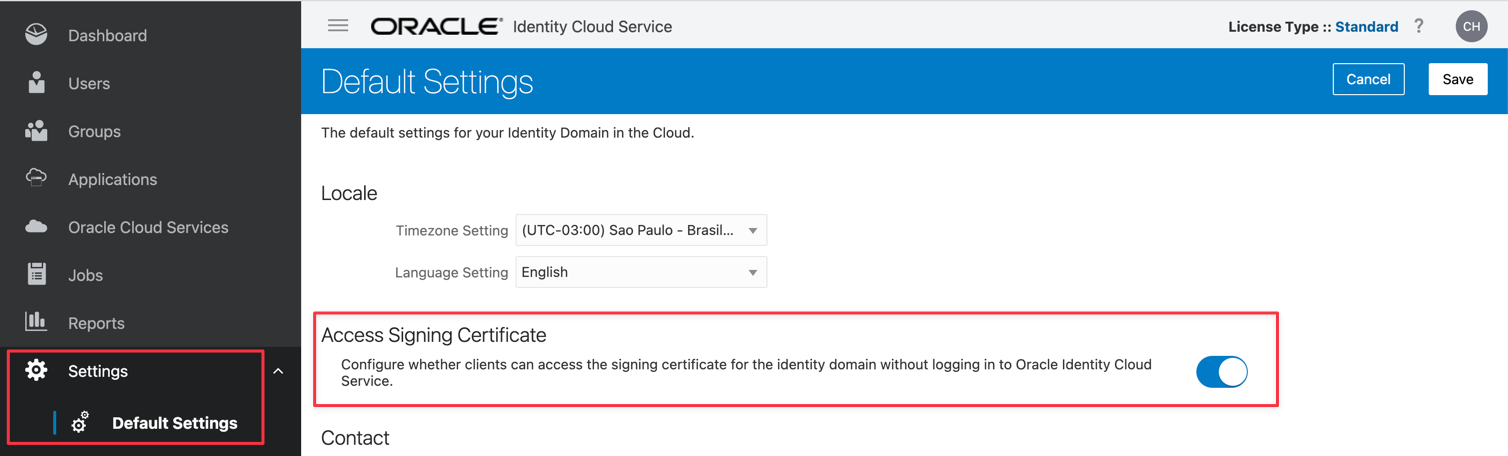 Dashboard
Users
Groups
Applications
Oracle Cloud Services
Jobs
Reports
Settings
Default Settings
ORACLE® Identity Cloud Service
License Type :: Standard ? CH
Default Settings
Cancel Save
The default settings for your Identity Domain in the Cloud.
Locale
Timezone Setting (UTC-03:00) Sao Paulo - Brasil...
Language Setting English
Access Signing Certificate
Configure whether clients can access the signing certificate for the identity domain without logging in to Oracle Identity Cloud
Service.
Contact